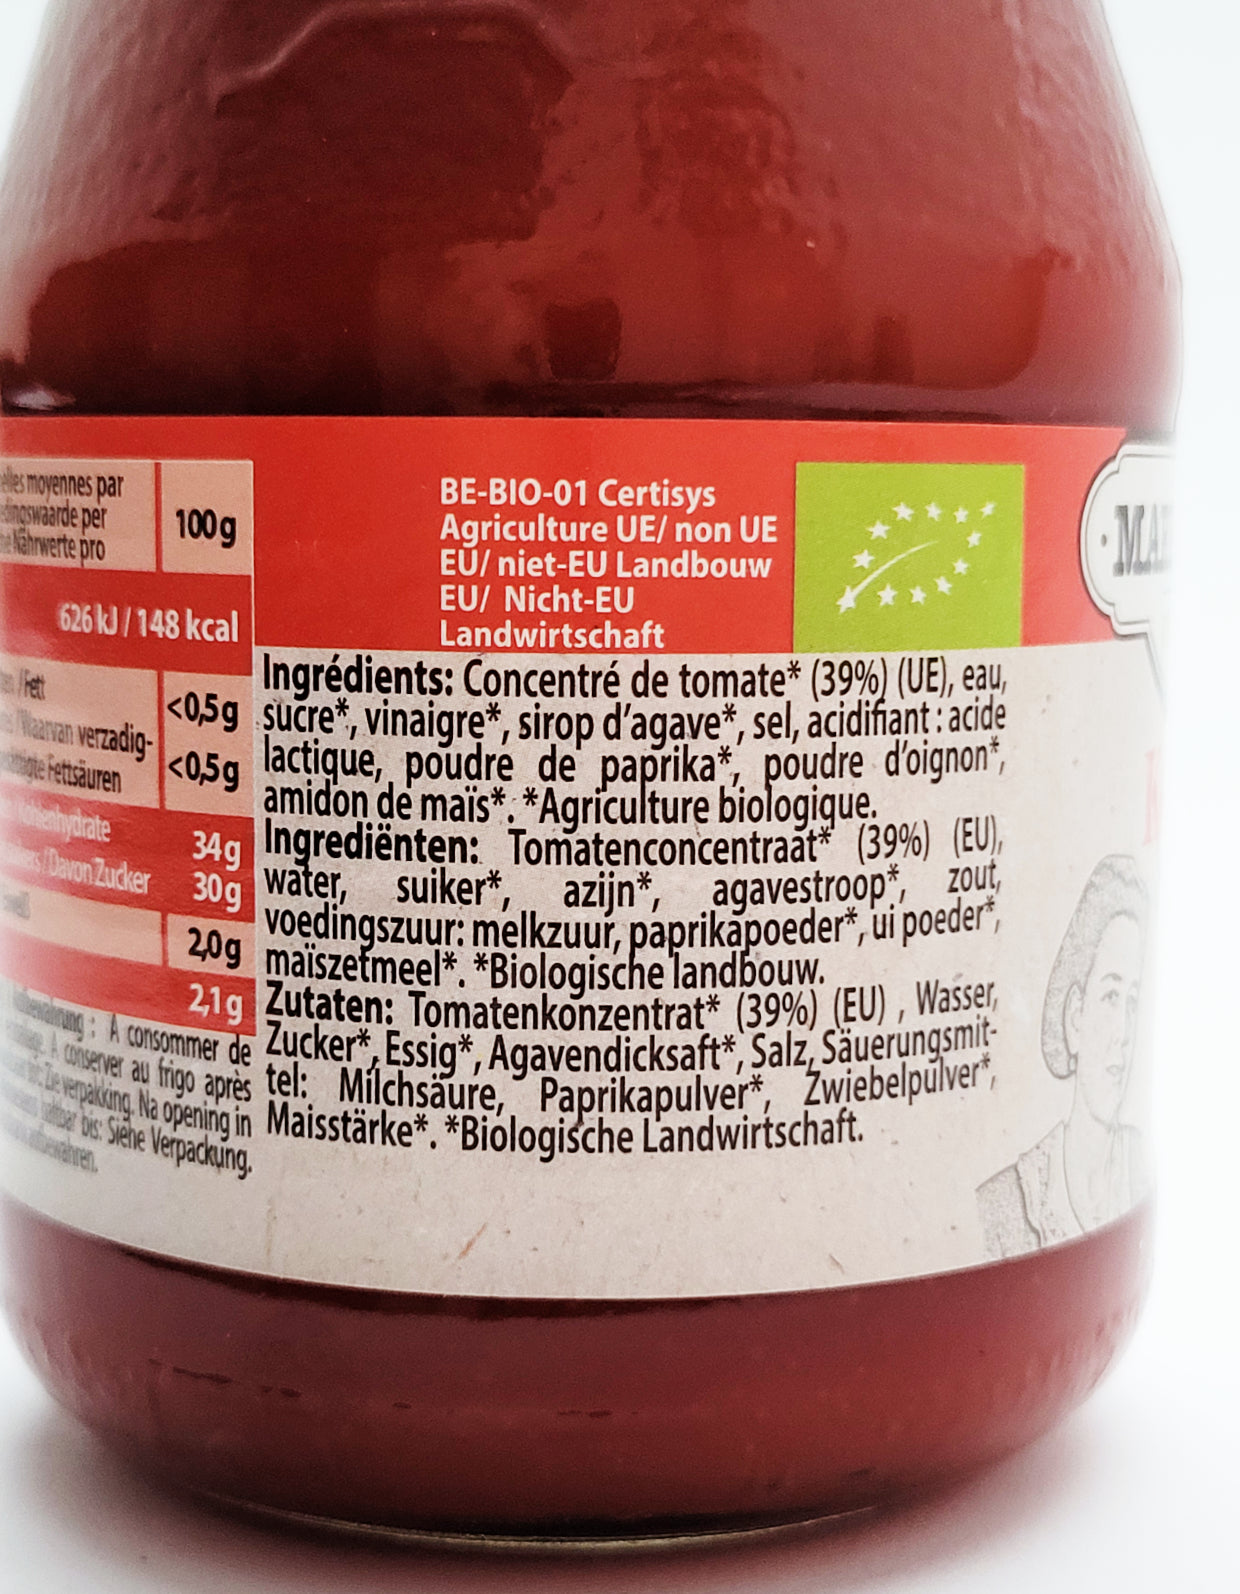 elles moyennes par
edingswaarde per
Nährwerte pro
100g
626 kJ / 148 kcal
/Fett
<0,5g
/Waarvan verzadig-
Fettsäuren
<0,5g
34g
/Davon Zucker
30g
2,0g
2,1g
: A consommer de
A conserver au frigo après
Zie verpakking. Na opening in
bis: Siehe Verpackung.
BE-BIO-01 Certisys
Agriculture UE/ non UE
EU/ niet-EU Landbouw
EU/ Nicht-EU
Landwirtschaft
Ingrédients: Concentré de tomate* (39%) (UE), eau,
sucre*, vinaigre*, sirop d'agave*, sel, acidifiant : acide
lactique, poudre de paprika*, poudre d'oignon*,
amidon de maïs*. *Agriculture biologique.
Ingrediënten: Tomatenconcentraat* (39%) (EU),
water, suiker*, azijn*, agavestroop*, zout,
voedingszuur: melkzuur, paprikapoeder*, ui poeder*,
maïszetmeel*. *Biologische landbouw.
Zutaten: Tomatenkonzentrat* (39%) (EU) , Wasser,
Zucker*, Essig*, Agavendicksaft*, Salz, Säuerungsmit-
tel: Milchsäure, Paprikapulver*, Zwiebelpulver*,
Maisstärke*. *Biologische Landwirtschaft.
MA